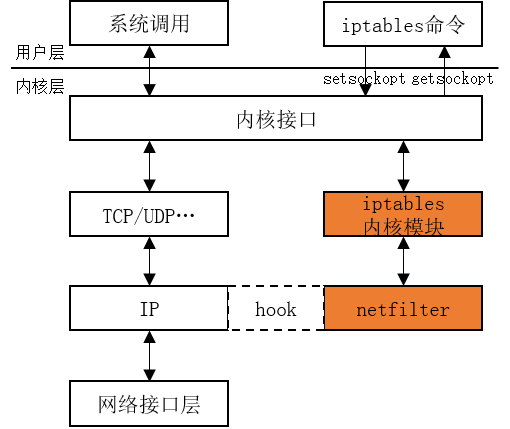 系统调用
iptables命令
用户层
内核层
setsockopt
getsockopt
内核接口
TCP/UDP…
iptables
内核模块
IP
hook
netfilter
网络接口层